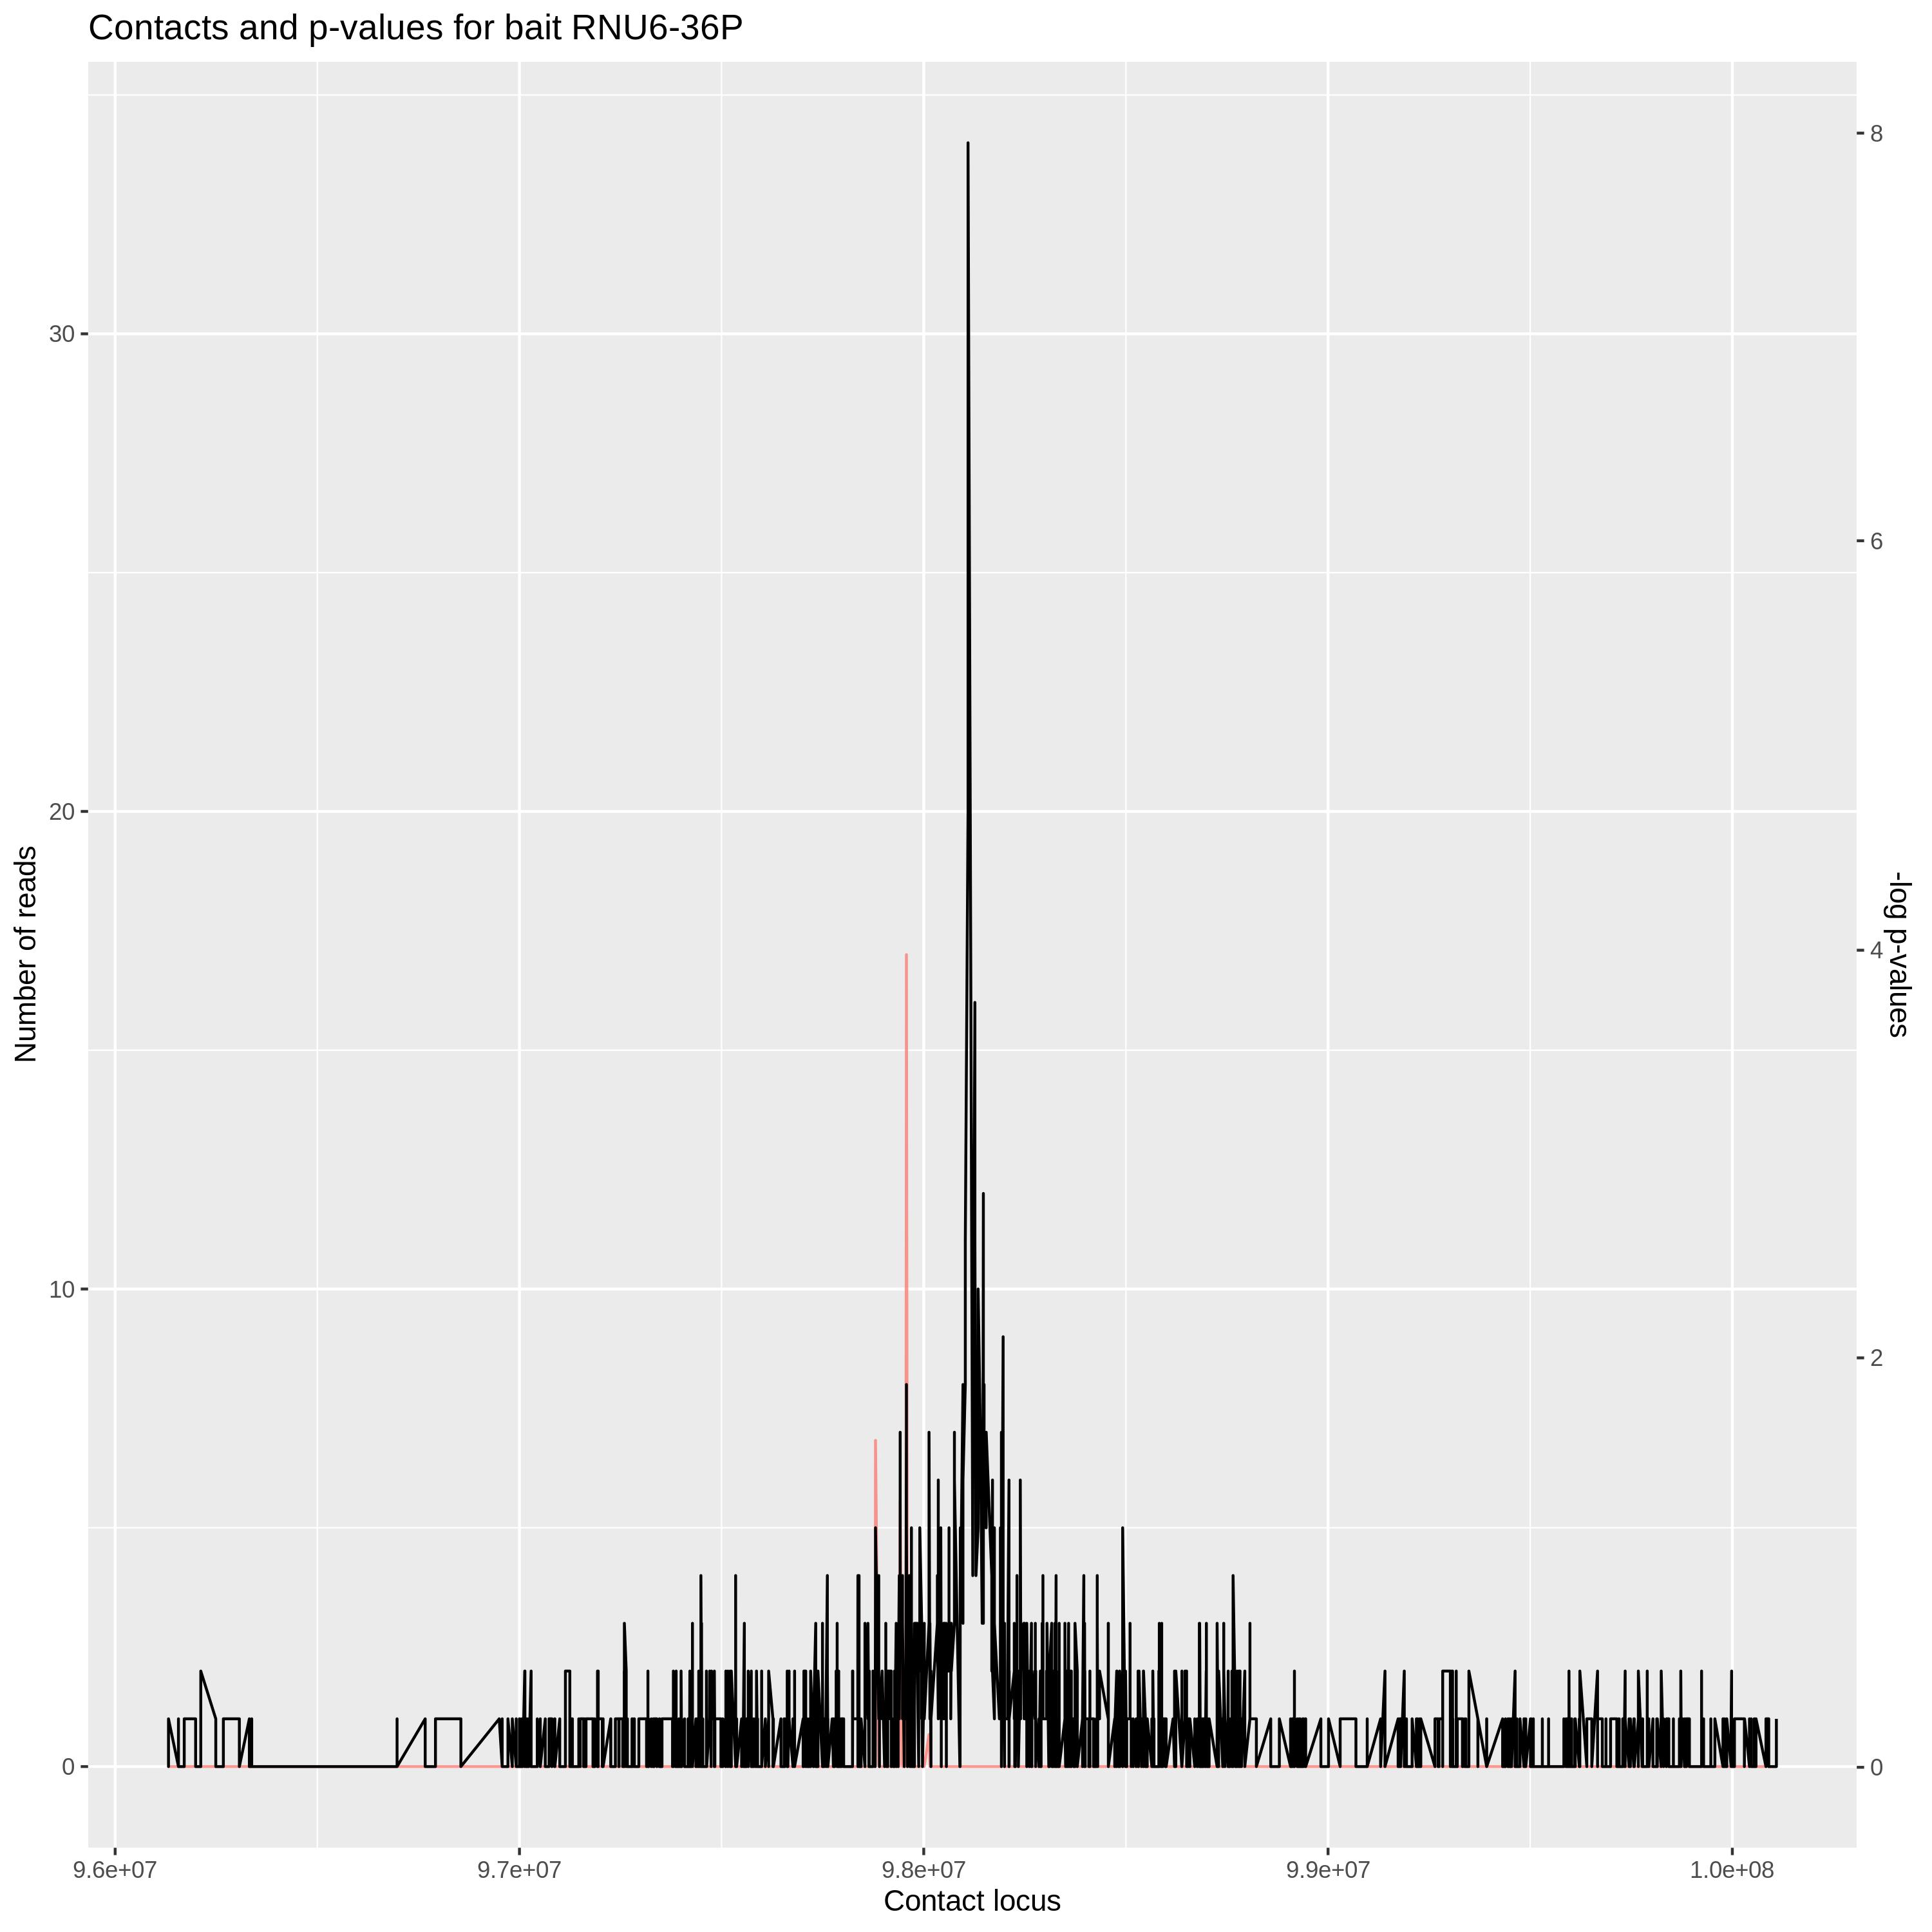 Contacts and p-values for bait RNU6-36P
Number of reads
30
20
10
0
8
6
4
2
0
-log p-values
9.6e+07
9.7e+07
9.8e+07
9.9e+07
1.0e+08
Contact locus